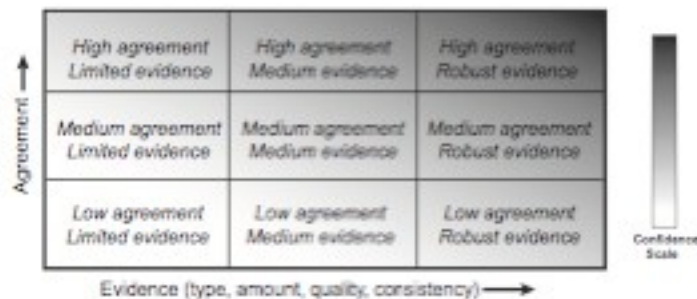 High agreement
Limited evidence
High agreement
Medium evidence
High agreement
Robust evidence
Medium agreement
Limited evidence
Medium agreement
Medium evidence
Medium agreement
Robust evidence
Low agreement
Limited evidence
Low agreement
Medium evidence
Low agreement
Robust evidence
Agreement
Evidence (type, amount, quality, consistency)
Confidence
Scale